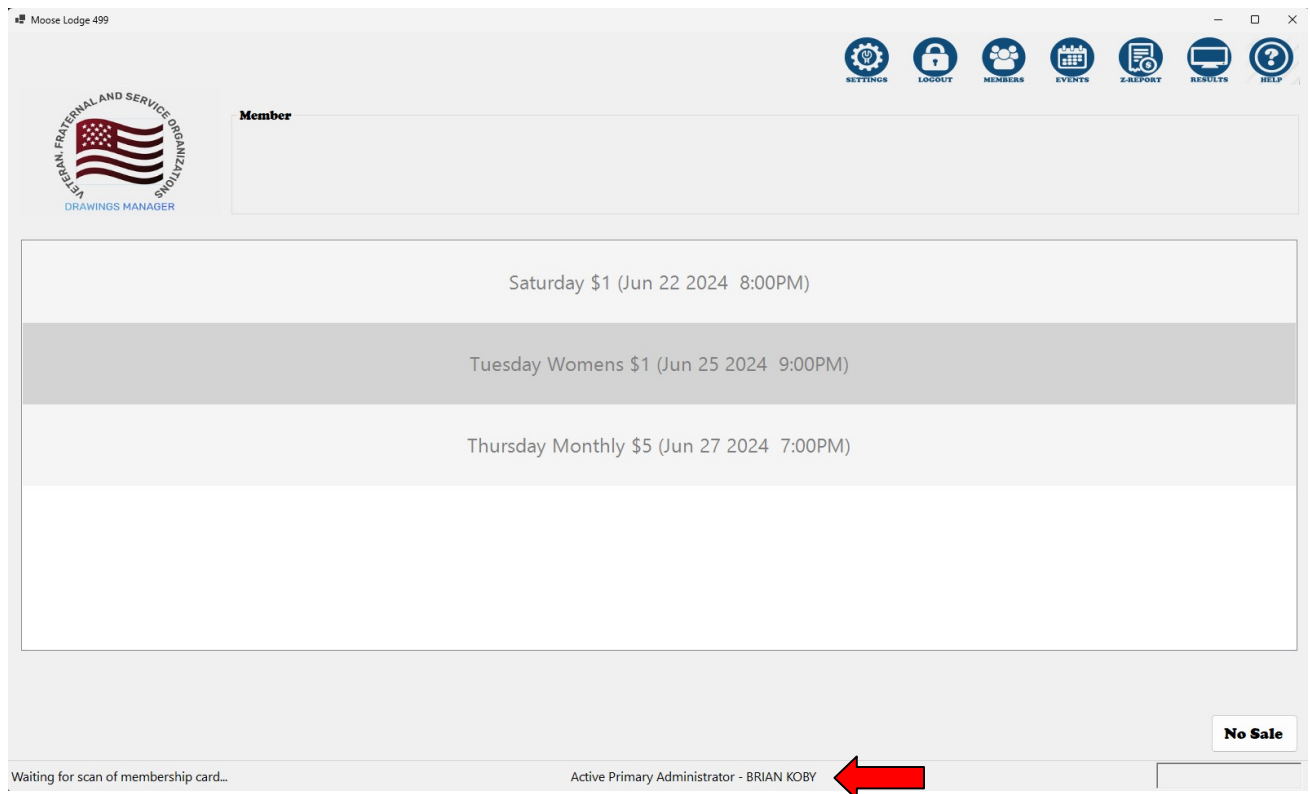 Moose Lodge 499
SETTINGS
LOGOUT
MEMBERS
EVENTS
Z-REPORT
RESULTS
HELP
VETERAN, FRATERNAL AND SERVICE ORGANIZATIONS
DRAWINGS MANAGER
Member
Saturday $1 (Jun 22 2024 8:00PM)
Tuesday Womens $1 (Jun 25 2024 9:00PM)
Thursday Monthly $5 (Jun 27 2024 7:00PM)
No Sale
Waiting for scan of membership card...
Active Primary Administrator - BRIAN KOBY